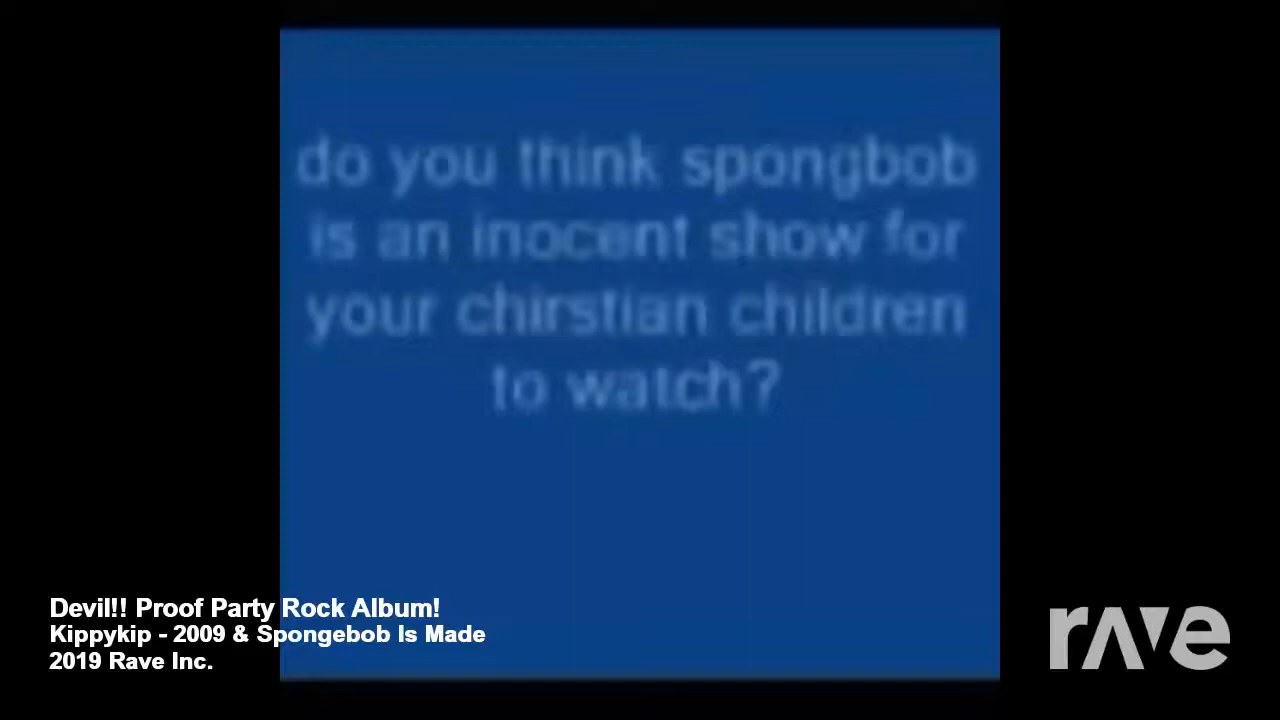 do you think spongbob
is an inocent show for
your chirstian children
to watch?
Devil!! Proof Party Rock Album!
Kippykip - 2009 & Spongebob Is Made
2019 Rave Inc.
rave